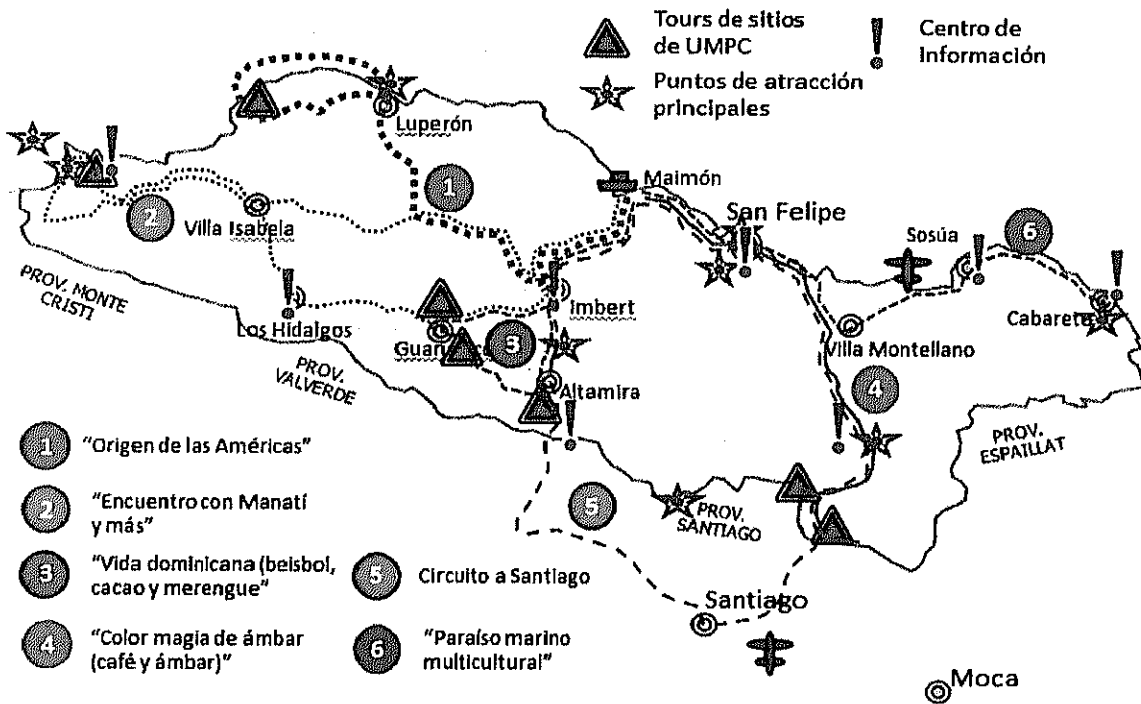 Tours de sitios
de UMPC
Centro de
Información
Puntos de atracción
principales
Luperón
1
Maimón
2
Villa Isabela
San Felipe
Sosúa
6
PROV. MONTE
CRISTI
Imbert
Los Hidalgos
3
Villa Montellano
Cabarete
PROV.
VALVERDE
Altamira
4
PROV.
ESPAILLAT
1
"Origen de las Américas"
2
"Encuentro con Manatí
y más"
5
PROV.
SANTIAGO
3
"Vida dominicana (beisbol,
cacao y merengue"
5
Circuito a Santiago
Santiago
4
"Color magia de ámbar
(café y ámbar)"
6
"Paraíso marino
multicultural"
Moca